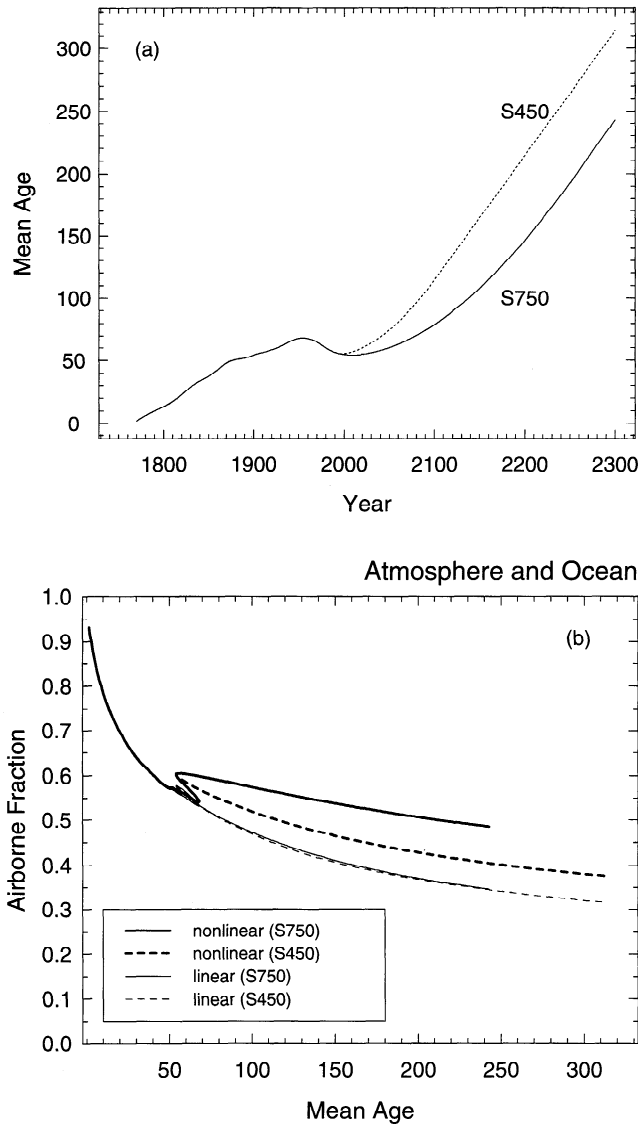 (a)
300
250
200
150
100
50
0
Mean Age
S450
S750
1800 1900 2000 2100 2200 2300
Year
Atmosphere and Ocean
(b)
1.0
0.9
0.8
0.7
0.6
0.5
0.4
0.3
0.2
0.1
0.0
Airborne Fraction
nonlinear (S750)
nonlinear (S450)
linear (S750)
linear (S450)
50 100 150 200 250 300
Mean Age